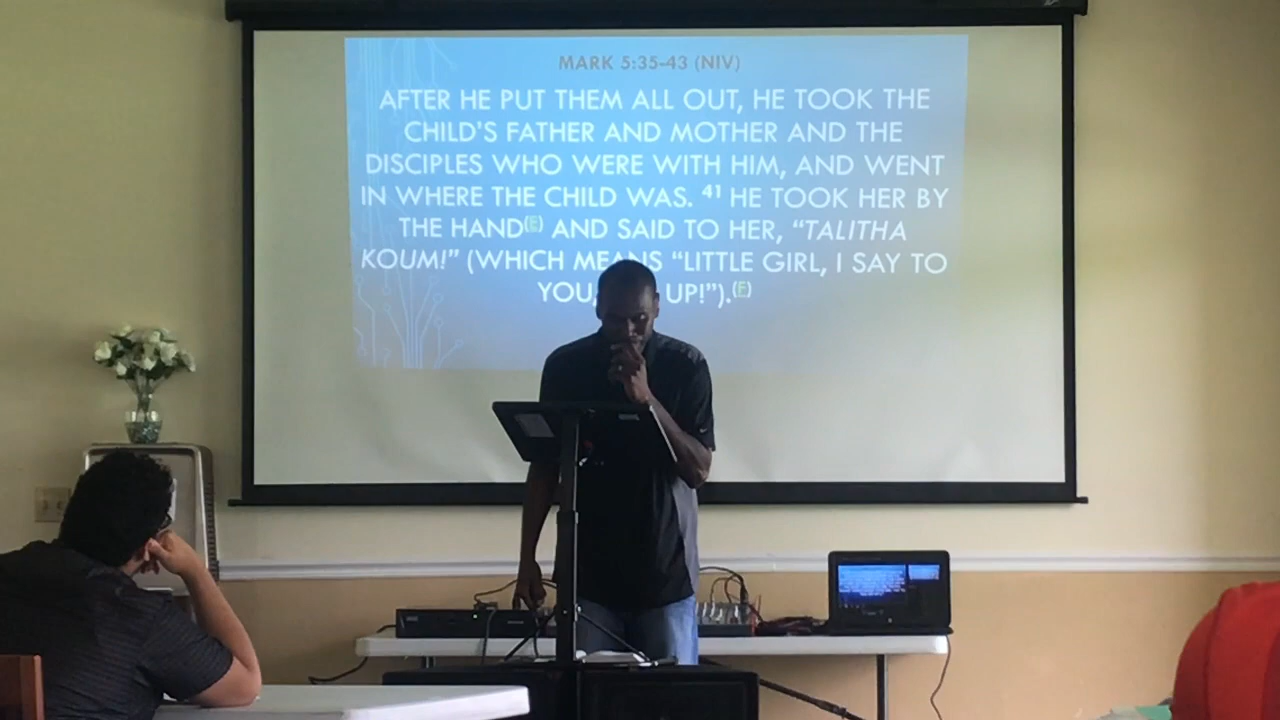 MARK 5:35-43 (NIV)
AFTER HE PUT THEM ALL OUT, HE TOOK THE
CHILD'S FATHER AND MOTHER AND THE
DISCIPLES WHO WERE WITH HIM, AND WENT
IN WHERE THE CHILD WAS. 41 HE TOOK HER BY
THE HAND(E) AND SAID TO HER, “TALITHA
KOUM!” (WHICH MEANS “LITTLE GIRL, I SAY TO
YOU, UP!”).(F)